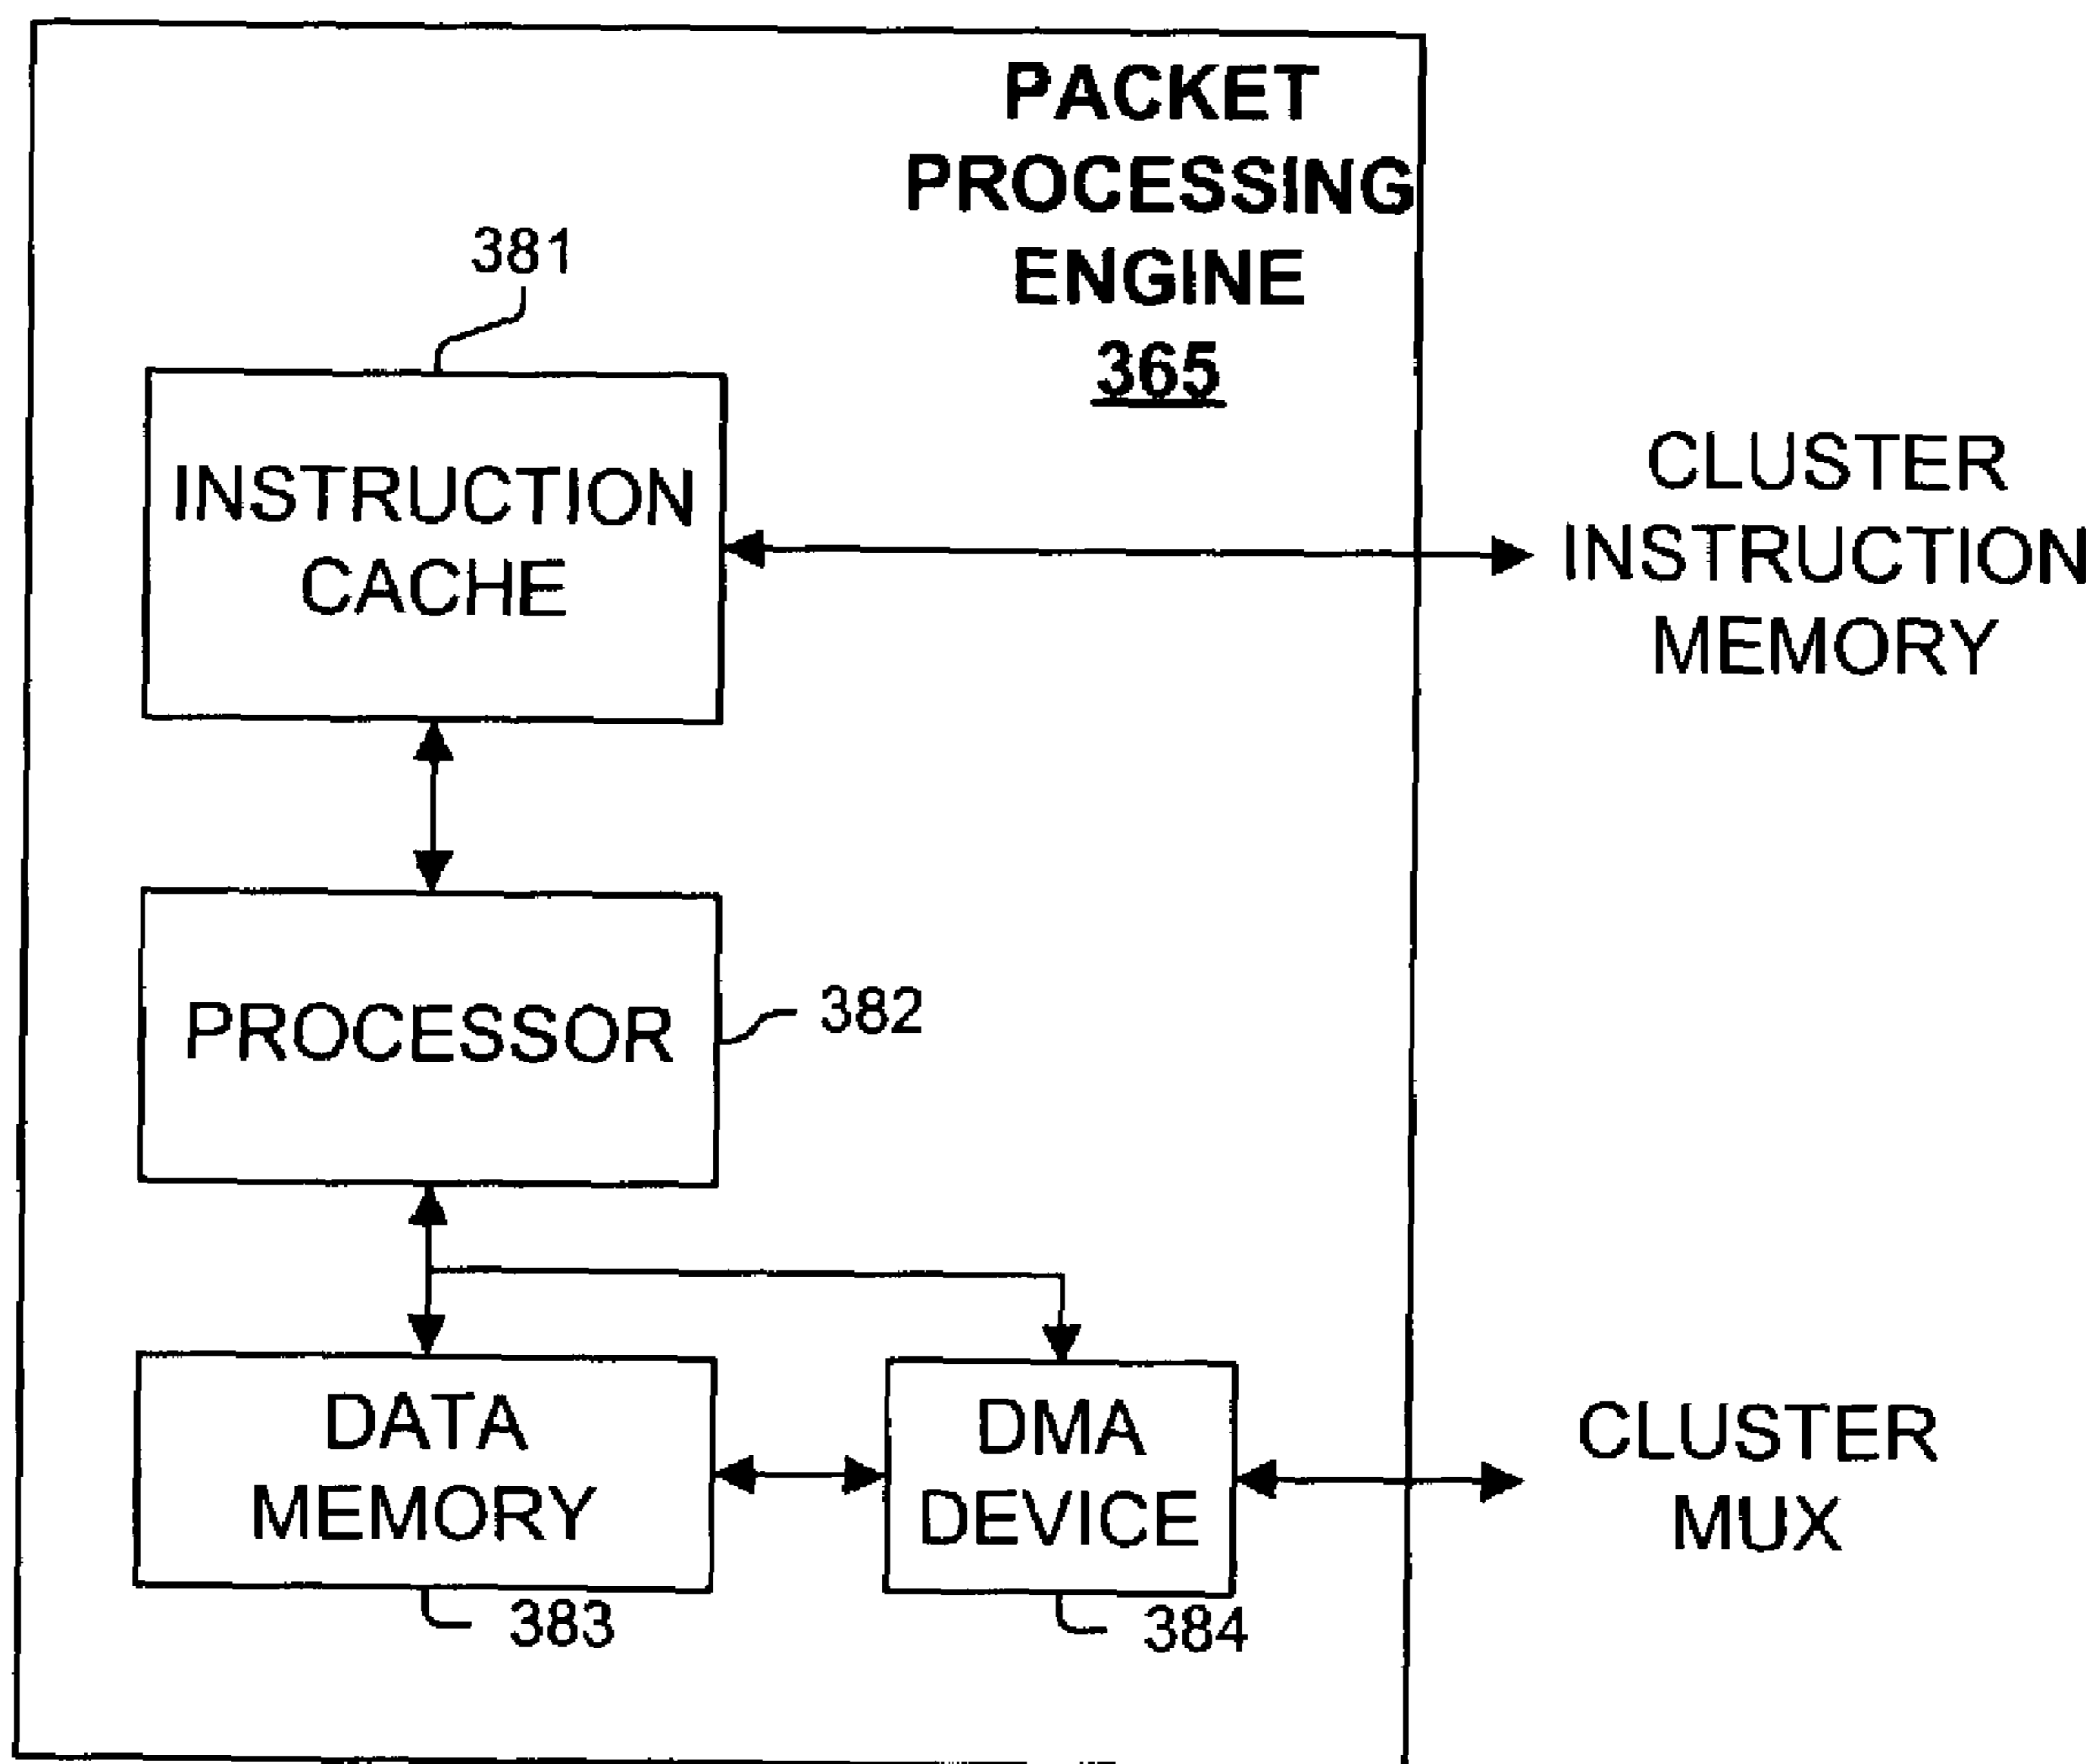 PACKET
PROCESSING
ENGINE
365
381
INSTRUCTION
CACHE
CLUSTER
INSTRUCTION
MEMORY
PROCESSOR
382
DATA
MEMORY
383
DMA
DEVICE
384
CLUSTER
MUX